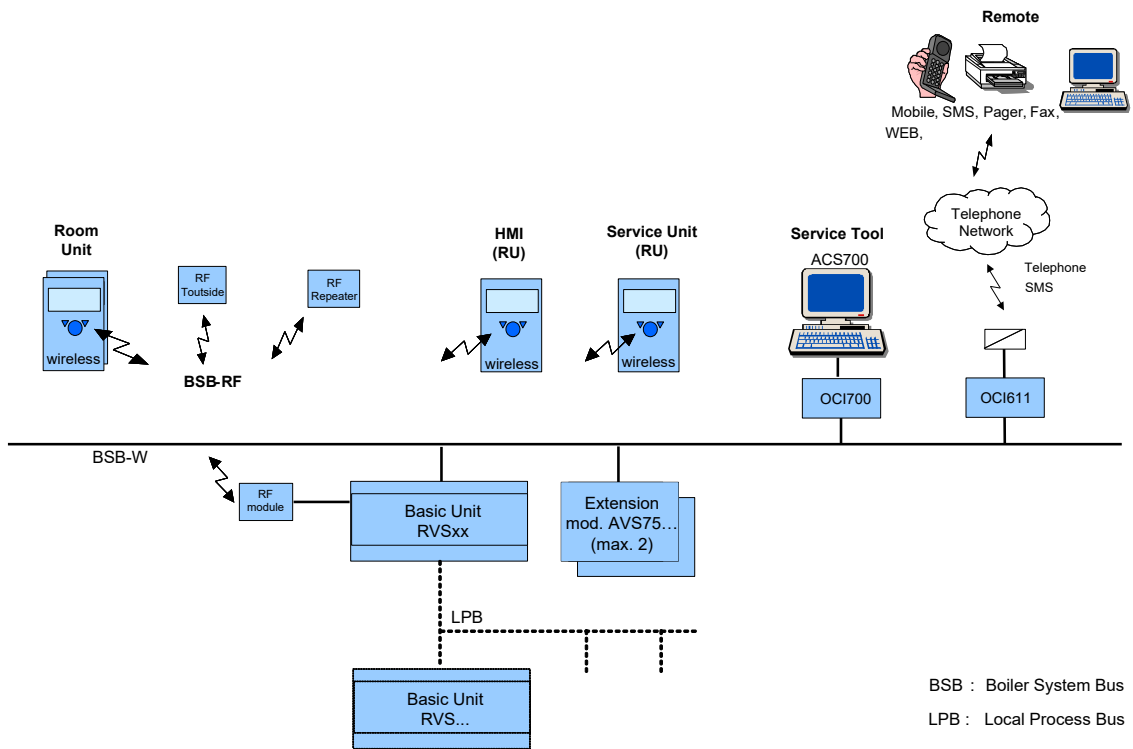 Remote
Mobile, SMS, Pager, Fax,
WEB,
Telephone
Network
Telephone
SMS
Room
Unit
wireless
RF
Toutside
RF
Repeater
BSB-RF
HMI
(RU)
wireless
Service Unit
(RU)
wireless
Service Tool
ACS700
OCI700
OCI611
BSB-W
RF
module
Basic Unit
RVSxx
Extension
mod. AVS75…
(max. 2)
LPB
Basic Unit
RVS...
BSB : Boiler System Bus
LPB : Local Process Bus